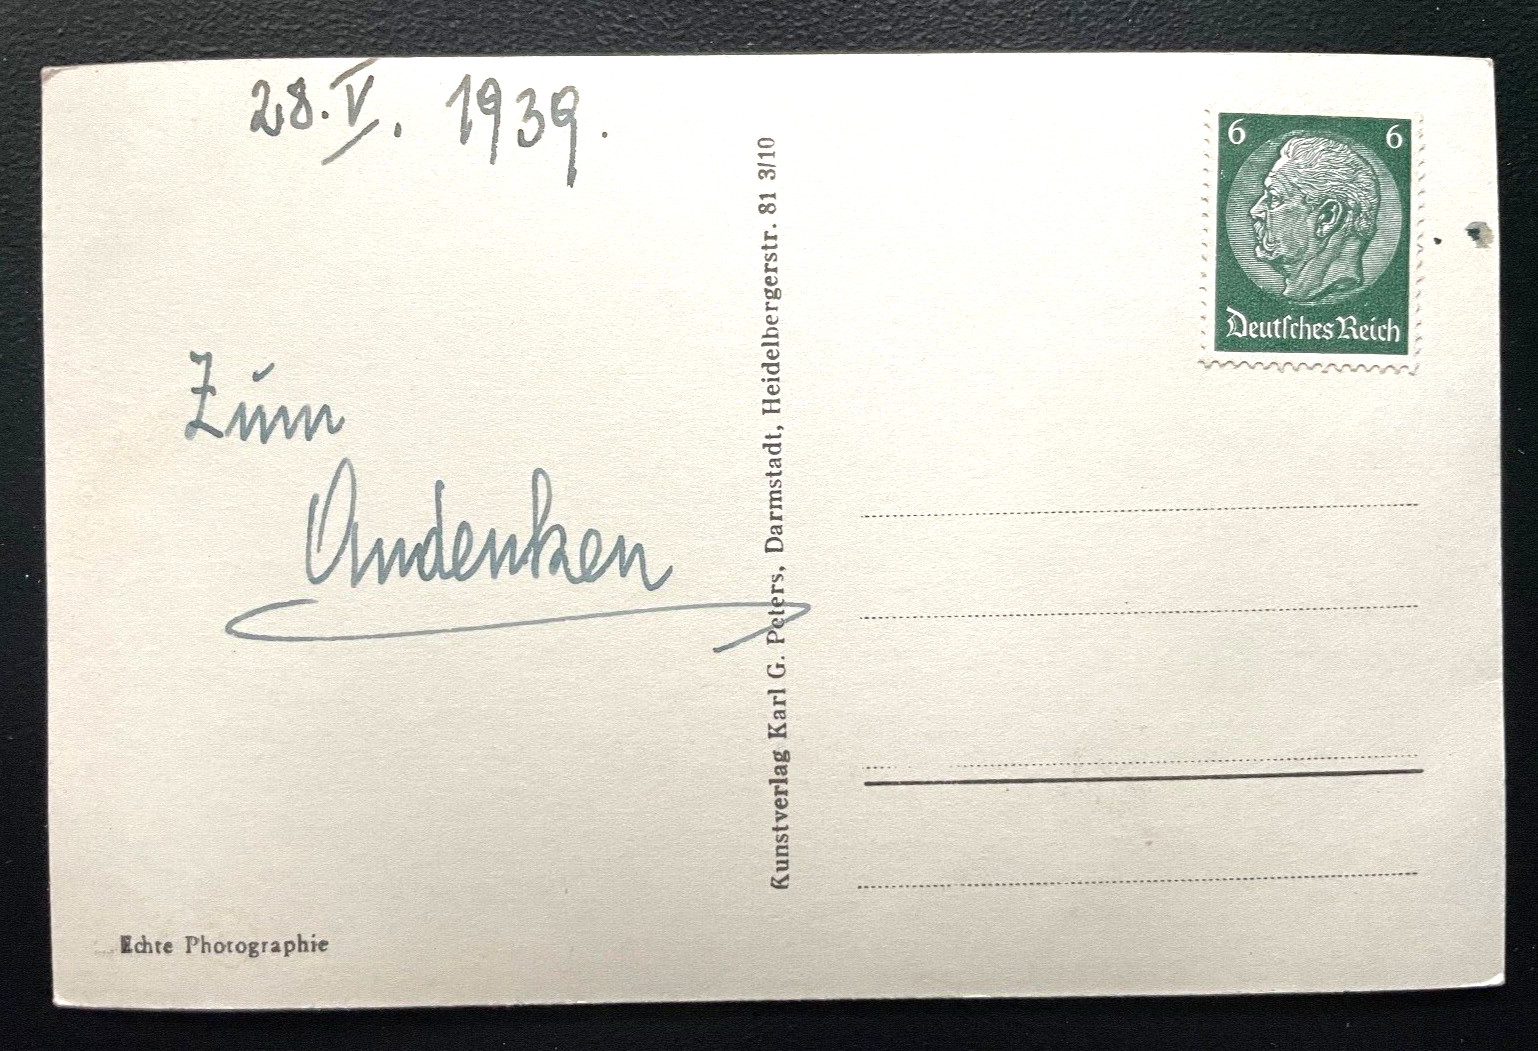 28. V. 1939.
Zum
Andenken
Echte Photographie
Kunstverlag Karl G. Peters, Darmstadt, Heidelbergerstr. 81 3/10
6 6
Deutſches Reich